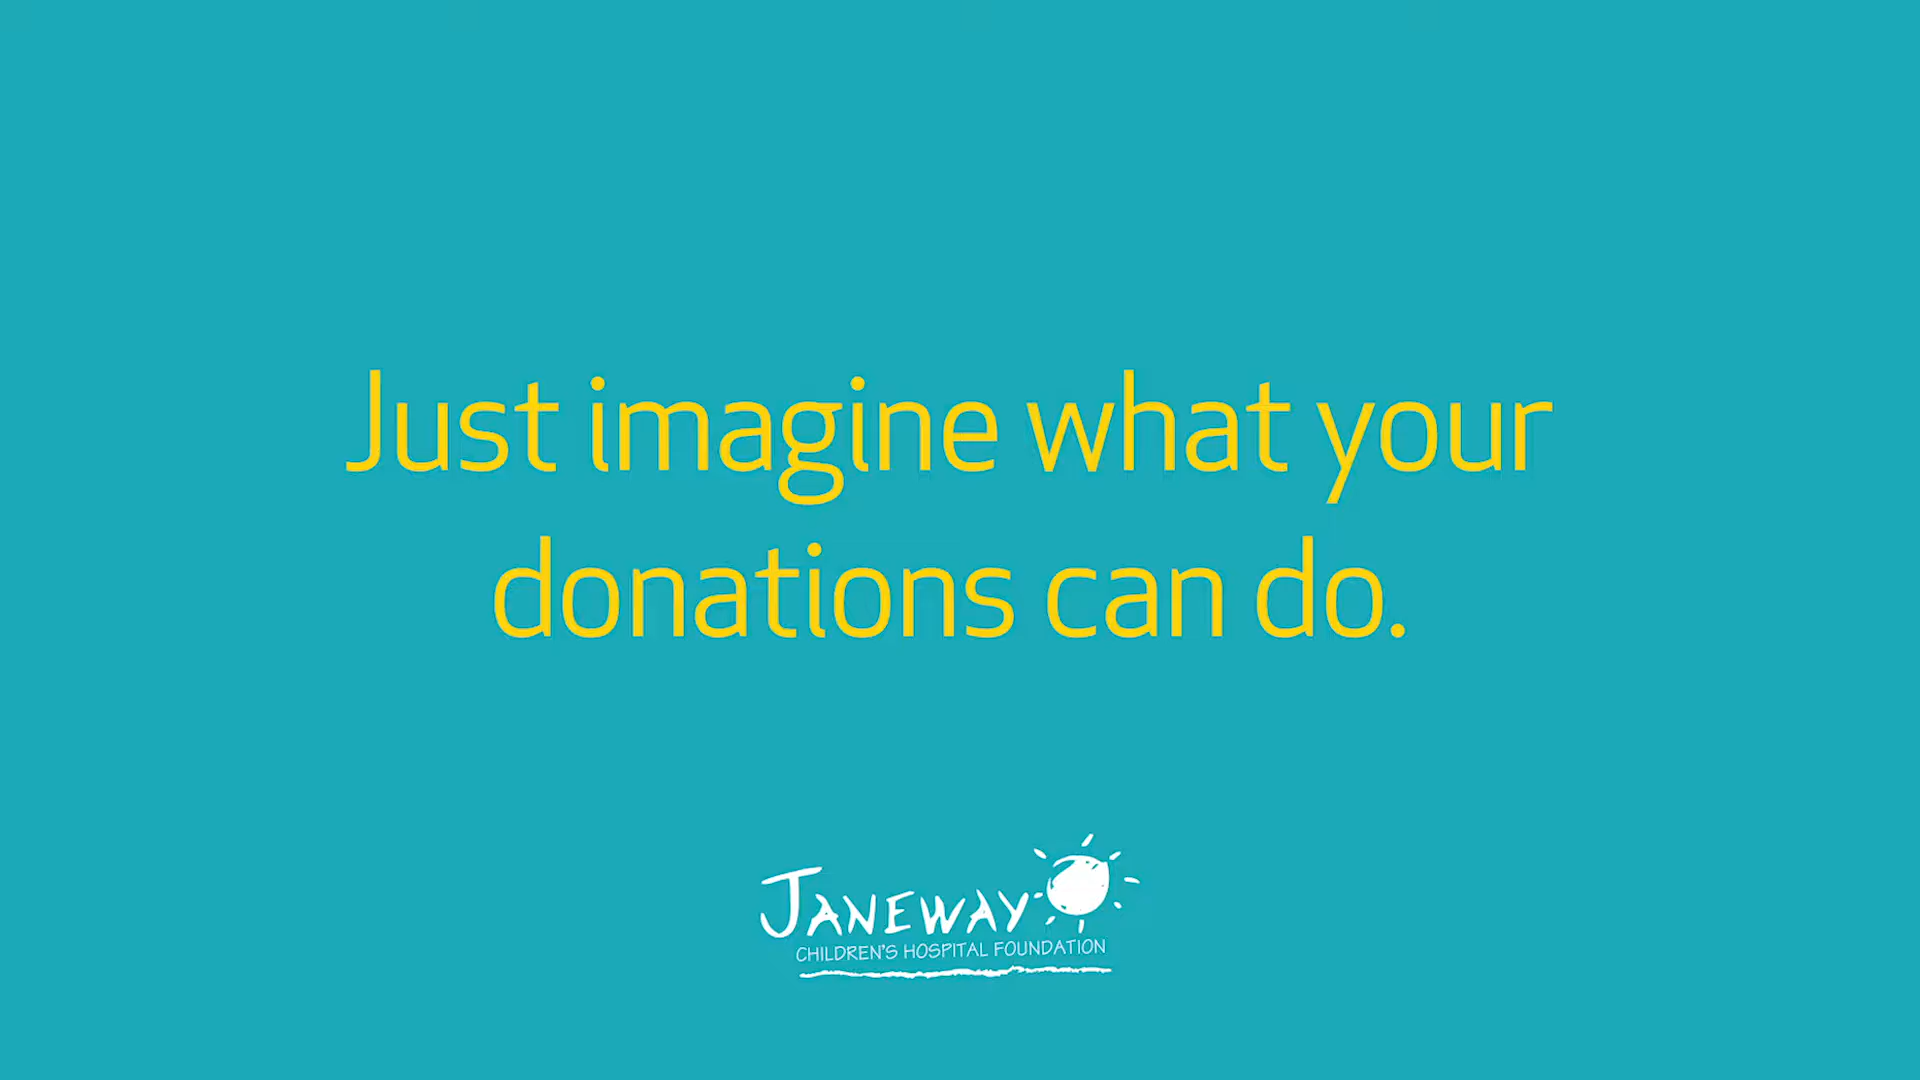 Just imagine what your
donations can do.
JANEWAY
CHILDREN'S HOSPITAL FOUNDATION